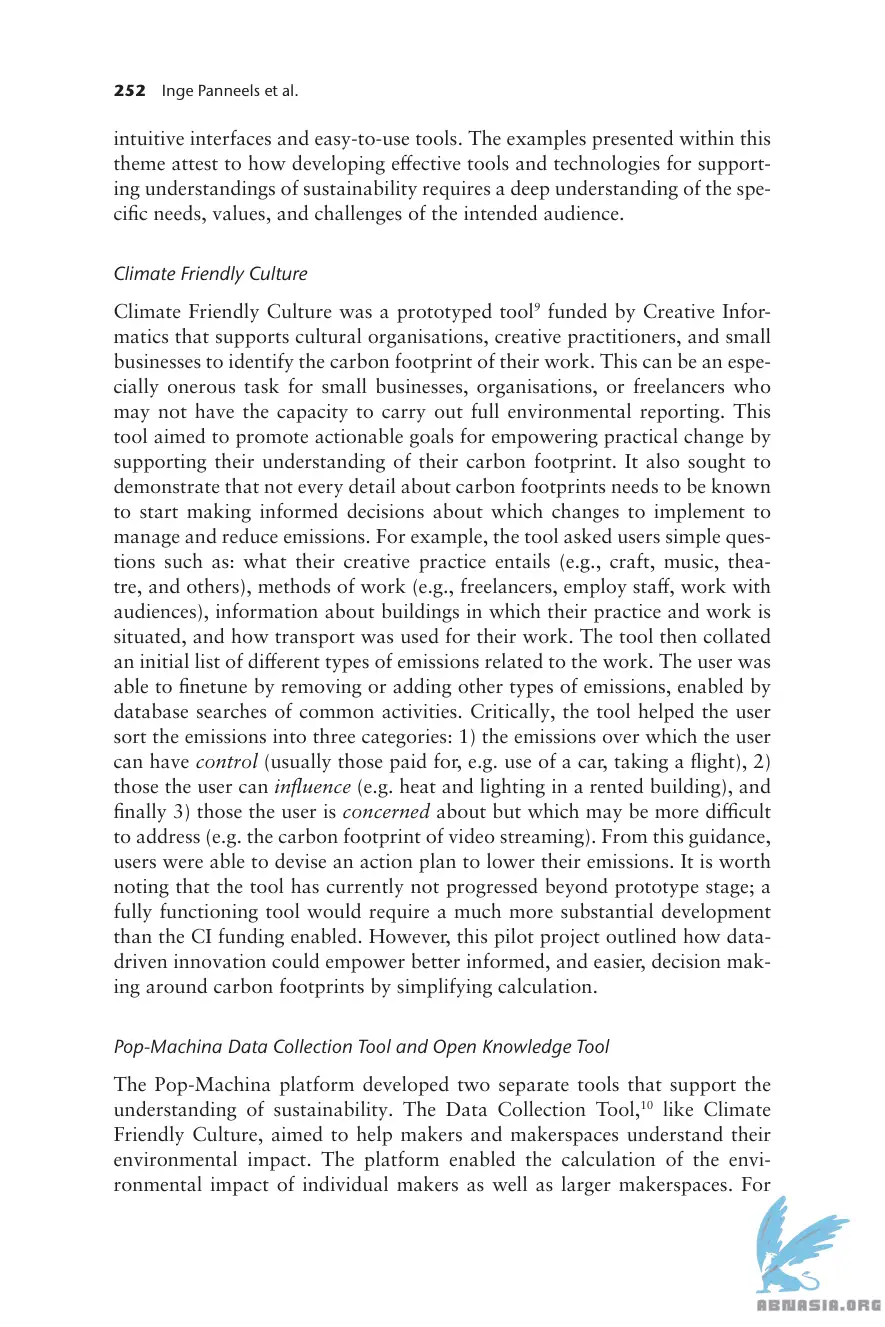 252 Inge Panneels et al.
intuitive interfaces and easy-to-use tools. The examples presented within this
theme attest to how developing effective tools and technologies for support-
ing understandings of sustainability requires a deep understanding of the spe-
cific needs, values, and challenges of the intended audience.
Climate Friendly Culture
Climate Friendly Culture was a prototyped tool⁹ funded by Creative Infor-
matics that supports cultural organisations, creative practitioners, and small
businesses to identify the carbon footprint of their work. This can be an espe-
cially onerous task for small businesses, organisations, or freelancers who
may not have the capacity to carry out full environmental reporting. This
tool aimed to promote actionable goals for empowering practical change by
supporting their understanding of their carbon footprint. It also sought to
demonstrate that not every detail about carbon footprints needs to be known
to start making informed decisions about which changes to implement to
manage and reduce emissions. For example, the tool asked users simple ques-
tions such as: what their creative practice entails (e.g., craft, music, thea-
tre, and others), methods of work (e.g., freelancers, employ staff, work with
audiences), information about buildings in which their practice and work is
situated, and how transport was used for their work. The tool then collated
an initial list of different types of emissions related to the work. The user was
able to finetune by removing or adding other types of emissions, enabled by
database searches of common activities. Critically, the tool helped the user
sort the emissions into three categories: 1) the emissions over which the user
can have control (usually those paid for, e.g. use of a car, taking a flight), 2)
those the user can influence (e.g. heat and lighting in a rented building), and
finally 3) those the user is concerned about but which may be more difficult
to address (e.g. the carbon footprint of video streaming). From this guidance,
users were able to devise an action plan to lower their emissions. It is worth
noting that the tool has currently not progressed beyond prototype stage; a
fully functioning tool would require a much more substantial development
than the CI funding enabled. However, this pilot project outlined how data-
driven innovation could empower better informed, and easier, decision mak-
ing around carbon footprints by simplifying calculation.
Pop-Machina Data Collection Tool and Open Knowledge Tool
The Pop-Machina platform developed two separate tools that support the
understanding of sustainability. The Data Collection Tool,¹⁰ like Climate
Friendly Culture, aimed to help makers and makerspaces understand their
environmental impact. The platform enabled the calculation of the envi-
ronmental impact of individual makers as well as larger makerspaces. For
ABNASIA.ORG